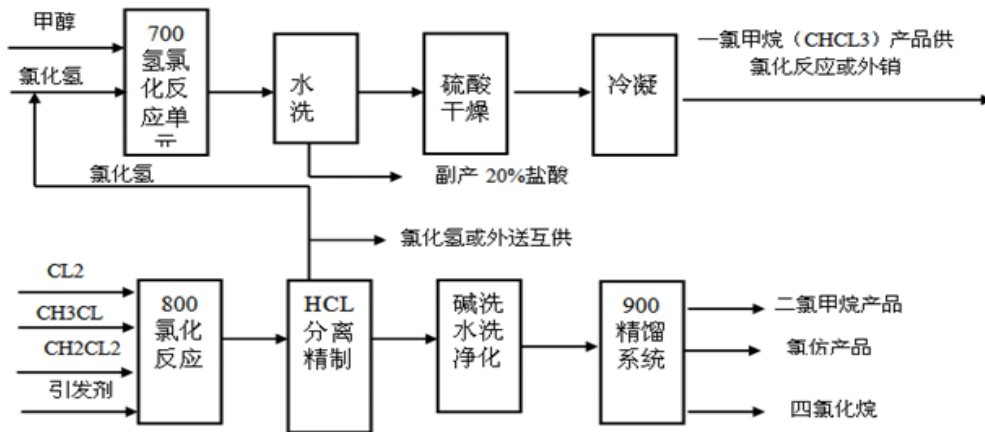 甲醇
700
氢氯
化反
应单
元
水
洗
硫酸
干燥
冷凝
一氯甲烷（CHCL3）产品供
氯化反应或外销
氯化氢
氯化氢
副产 20%盐酸
氯化氢或外送互供
CL2
CH3CL
CH2CL2
引发剂
800
氯化
反应
HCL
分离
精制
碱洗
水洗
净化
900
精馏
系统
二氯甲烷产品
氯仿产品
四氯化烷